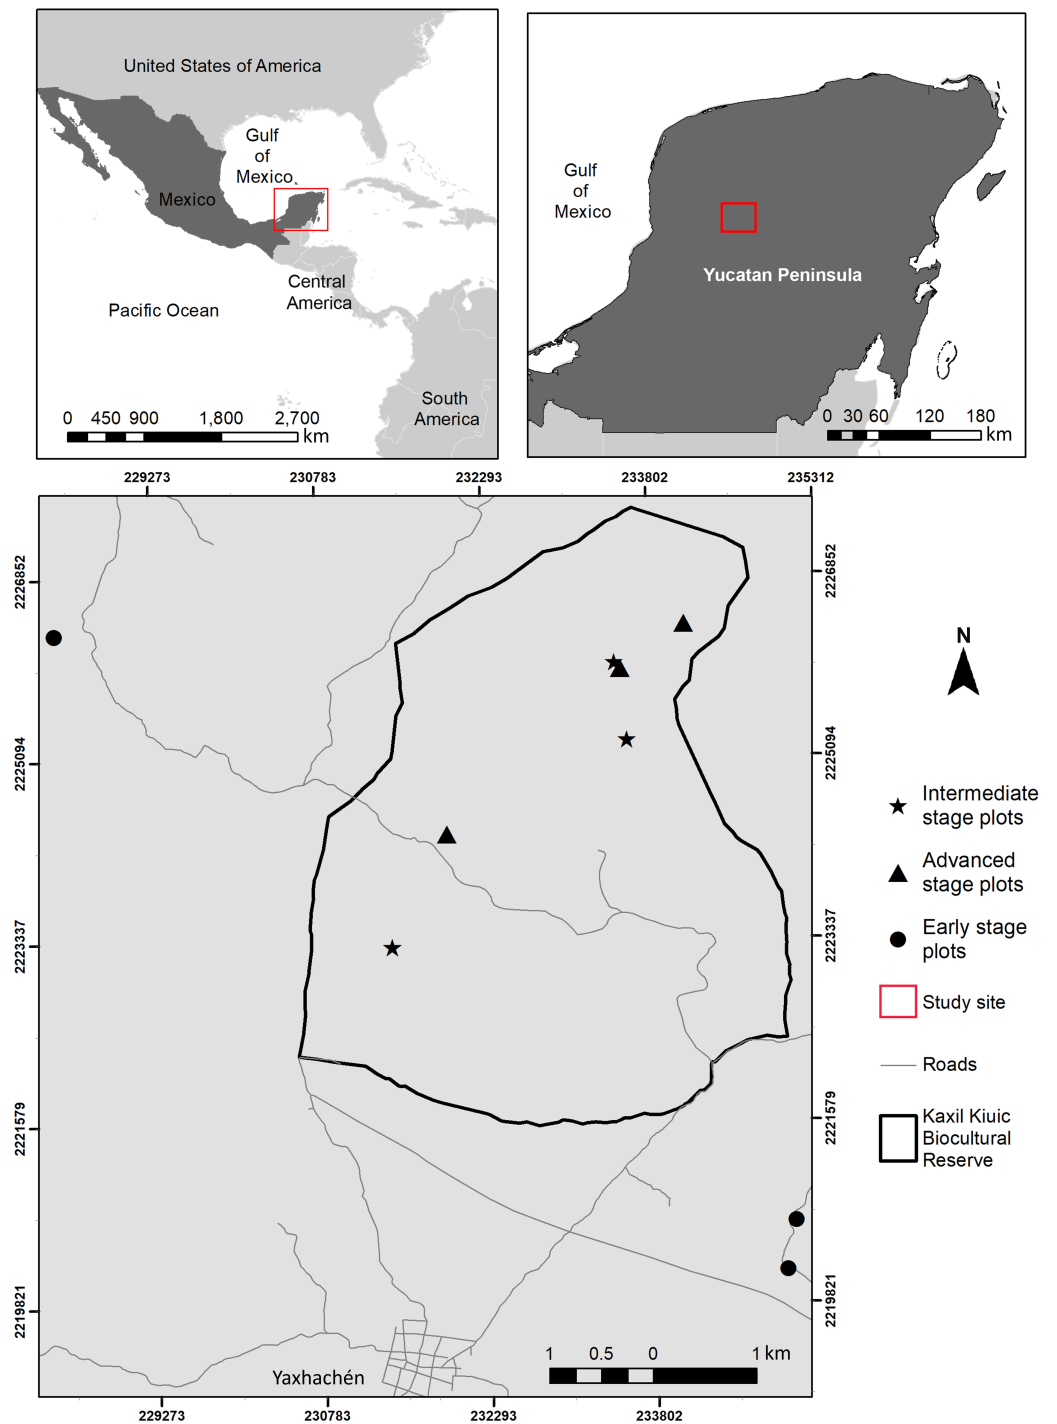 United States of America
Gulf
of
Mexico
Mexico
Central
America
Pacific Ocean
South
America
0 450 900 1,800 2,700
km
Gulf
of
Mexico
Yucatan Peninsula
0 30 60 120 180
km
229273 230783 232293 233802 235312
2226852
2225094
2223337
2221579
2219821
2226852
2225094
2223337
2221579
2219821
N
Intermediate
stage plots
Advanced
stage plots
Early stage
plots
Study site
Roads
Kaxil Kiuic
Biocultural
Reserve
Yaxhachén
1 0.5 0 1 km
229273 230783 232293 233802